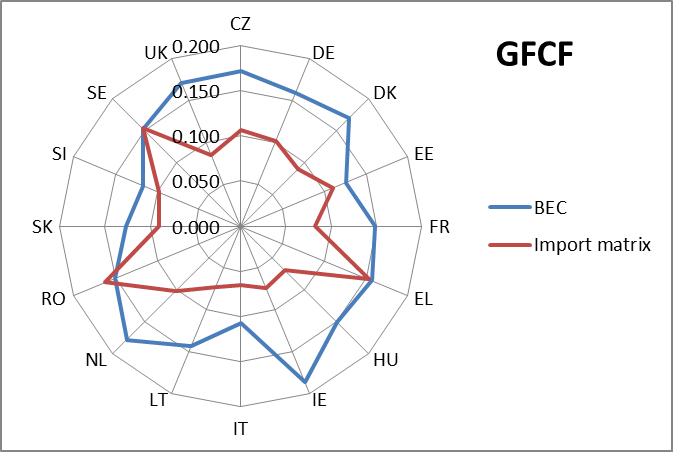 GFCF
CZ
DE
DK
EE
FR
EL
HU
IE
IT
LT
NL
RO
SK
SI
SE
UK
0.200
0.150
0.100
0.050
0.000
BEC
Import matrix